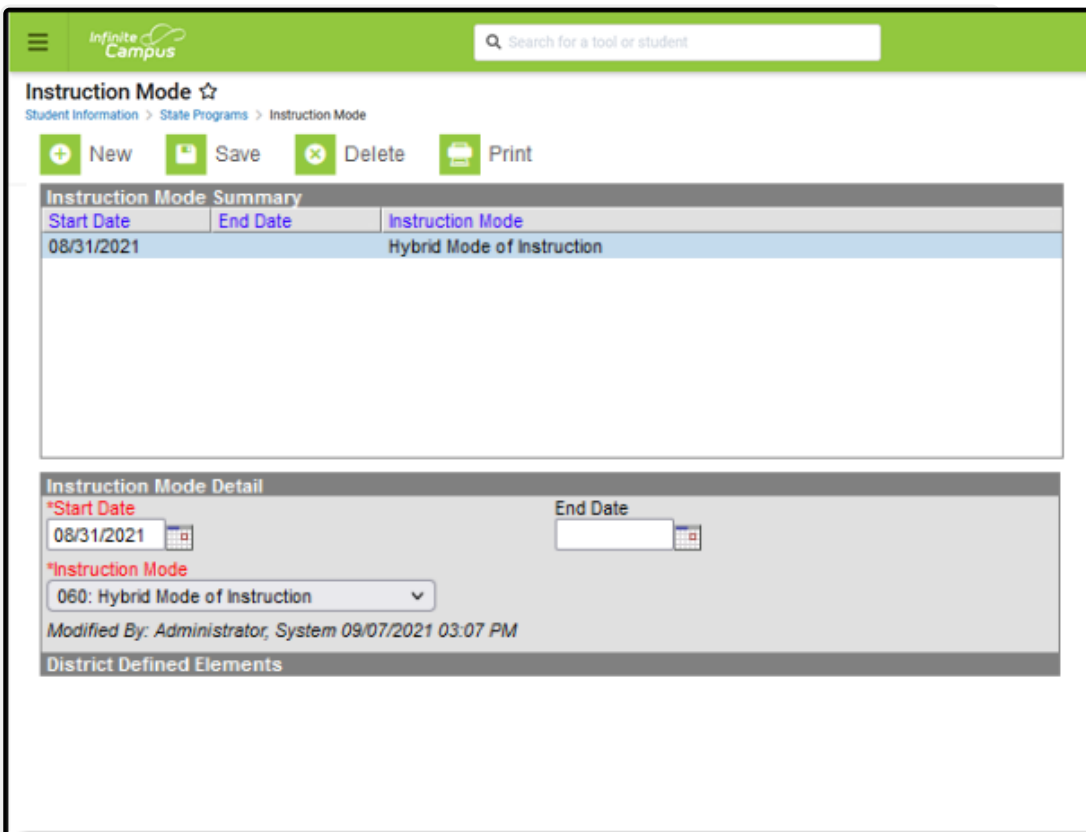 Infinite Campus
Search for a tool or student
Instruction Mode
Student Information > State Programs > Instruction Mode
New Save Delete Print
Instruction Mode Summary
Start Date End Date Instruction Mode
08/31/2021 Hybrid Mode of Instruction
Instruction Mode Detail
*Start Date End Date
08/31/2021
*Instruction Mode
060: Hybrid Mode of Instruction
Modified By: Administrator, System 09/07/2021 03:07 PM
District Defined Elements